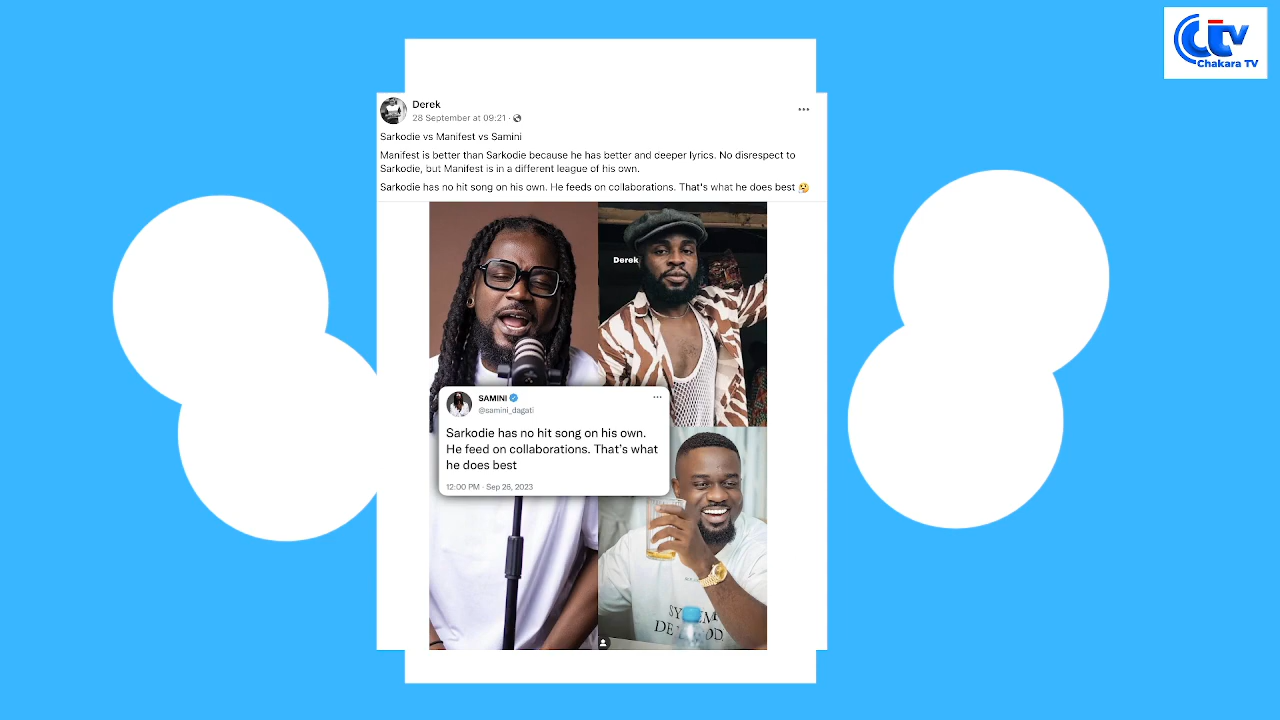 Chakara TV
Derek
28 September at 09:21 ·
Sarkodie vs Manifest vs Samini
Manifest is better than Sarkodie because he has better and deeper lyrics. No disrespect to
Sarkodie, but Manifest is in a different league of his own.
Sarkodie has no hit song on his own. He feeds on collaborations. That's what he does best 🤔
Derek
SAMINI
@samini_dagati
Sarkodie has no hit song on his own.
He feed on collaborations. That's what
he does best
12:00 PM · Sep 26, 2023